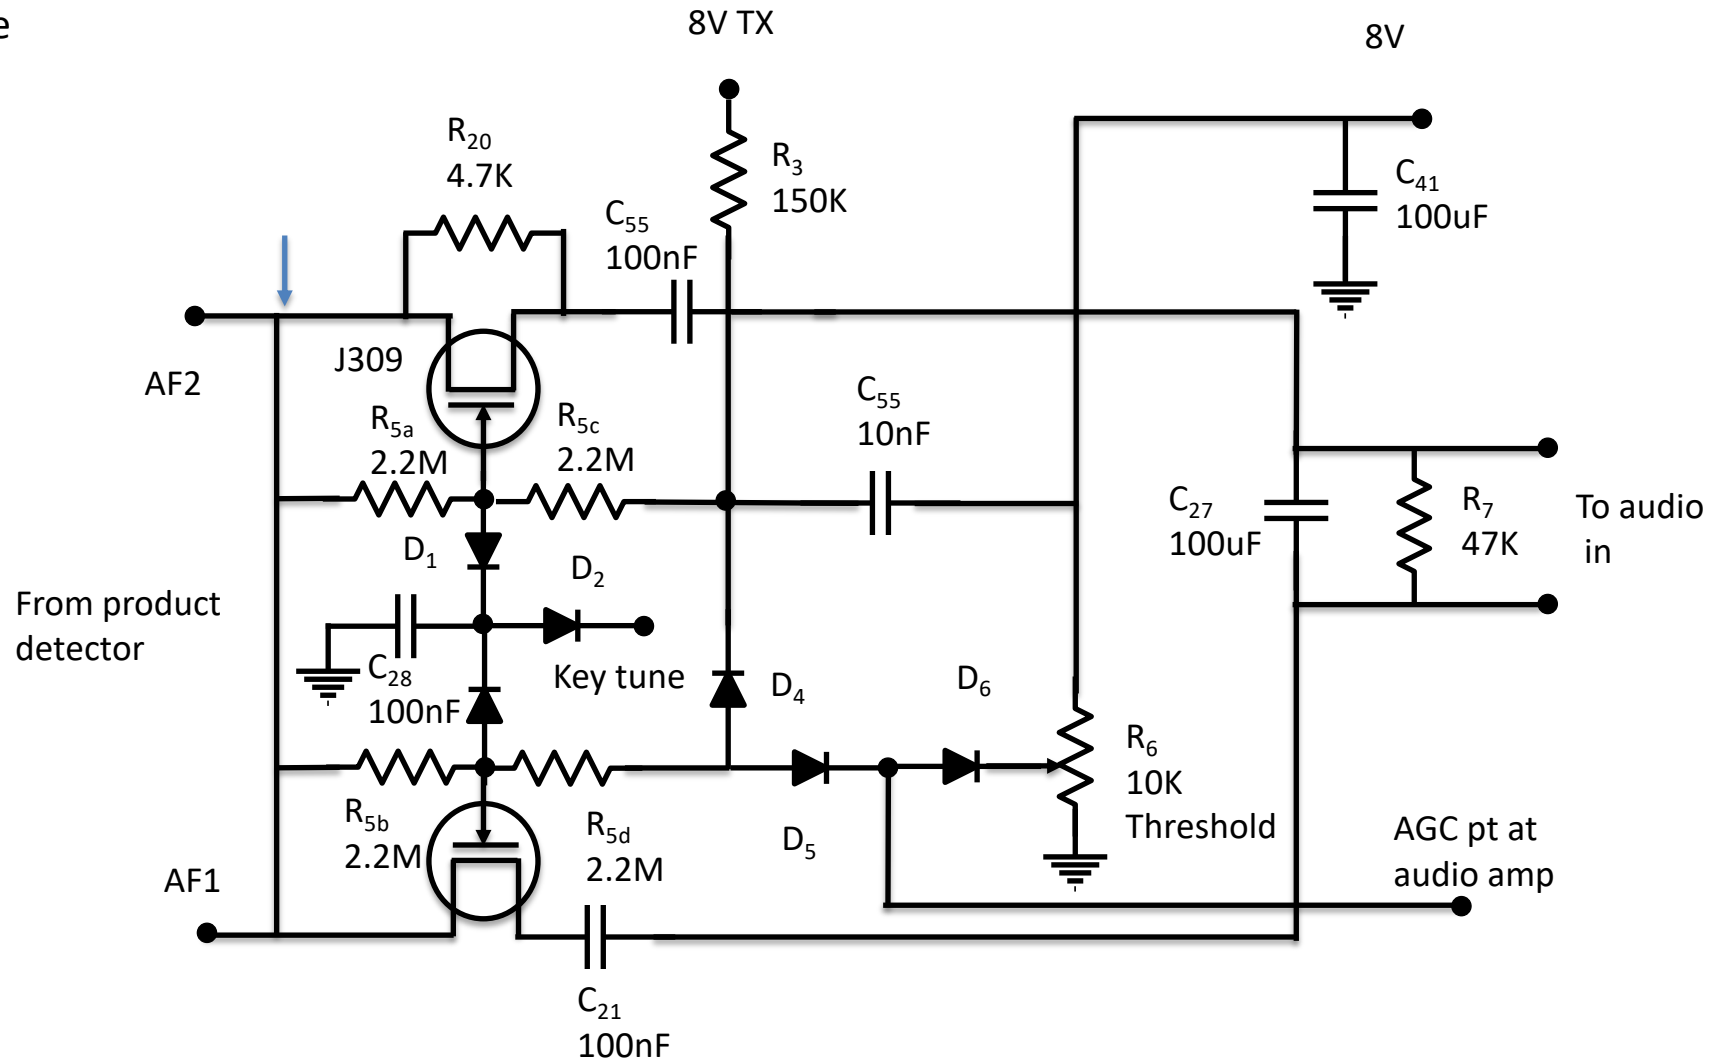 e
8V TX
8V
R20
4.7K
R3
150K
C41
100uF
C55
100nF
J309
AF2
C55
10nF
R5a
2.2M
R5c
2.2M
C27
100uF
R7
47K
To audio
in
D1
D2
From product
detector
C28
100nF
Key tune
D4
D6
R6
10K
Threshold
R5b
2.2M
R5d
2.2M
D5
AGC pt at
audio amp
AF1
C21
100nF